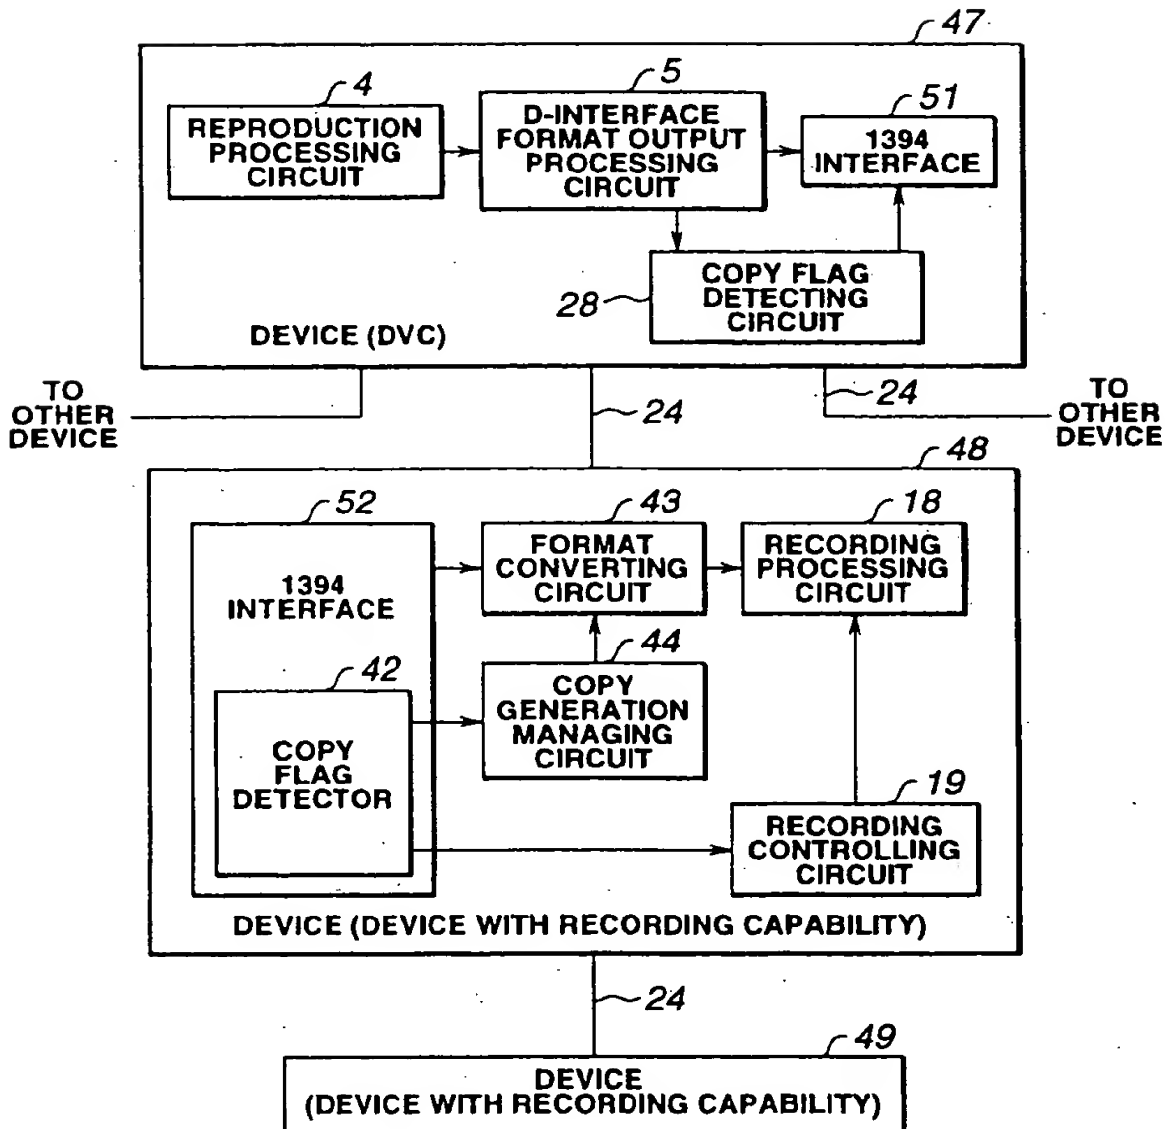 47
4
REPRODUCTION
PROCESSING
CIRCUIT
5
D-INTERFACE
FORMAT OUTPUT
PROCESSING
CIRCUIT
51
1394
INTERFACE
28
COPY FLAG
DETECTING
CIRCUIT
DEVICE (DVC)
TO
OTHER
DEVICE
24
24
TO
OTHER
DEVICE
48
52
1394
INTERFACE
43
FORMAT
CONVERTING
CIRCUIT
18
RECORDING
PROCESSING
CIRCUIT
42
COPY
FLAG
DETECTOR
44
COPY
GENERATION
MANAGING
CIRCUIT
19
RECORDING
CONTROLLING
CIRCUIT
DEVICE (DEVICE WITH RECORDING CAPABILITY)
24
49
DEVICE
(DEVICE WITH RECORDING CAPABILITY)